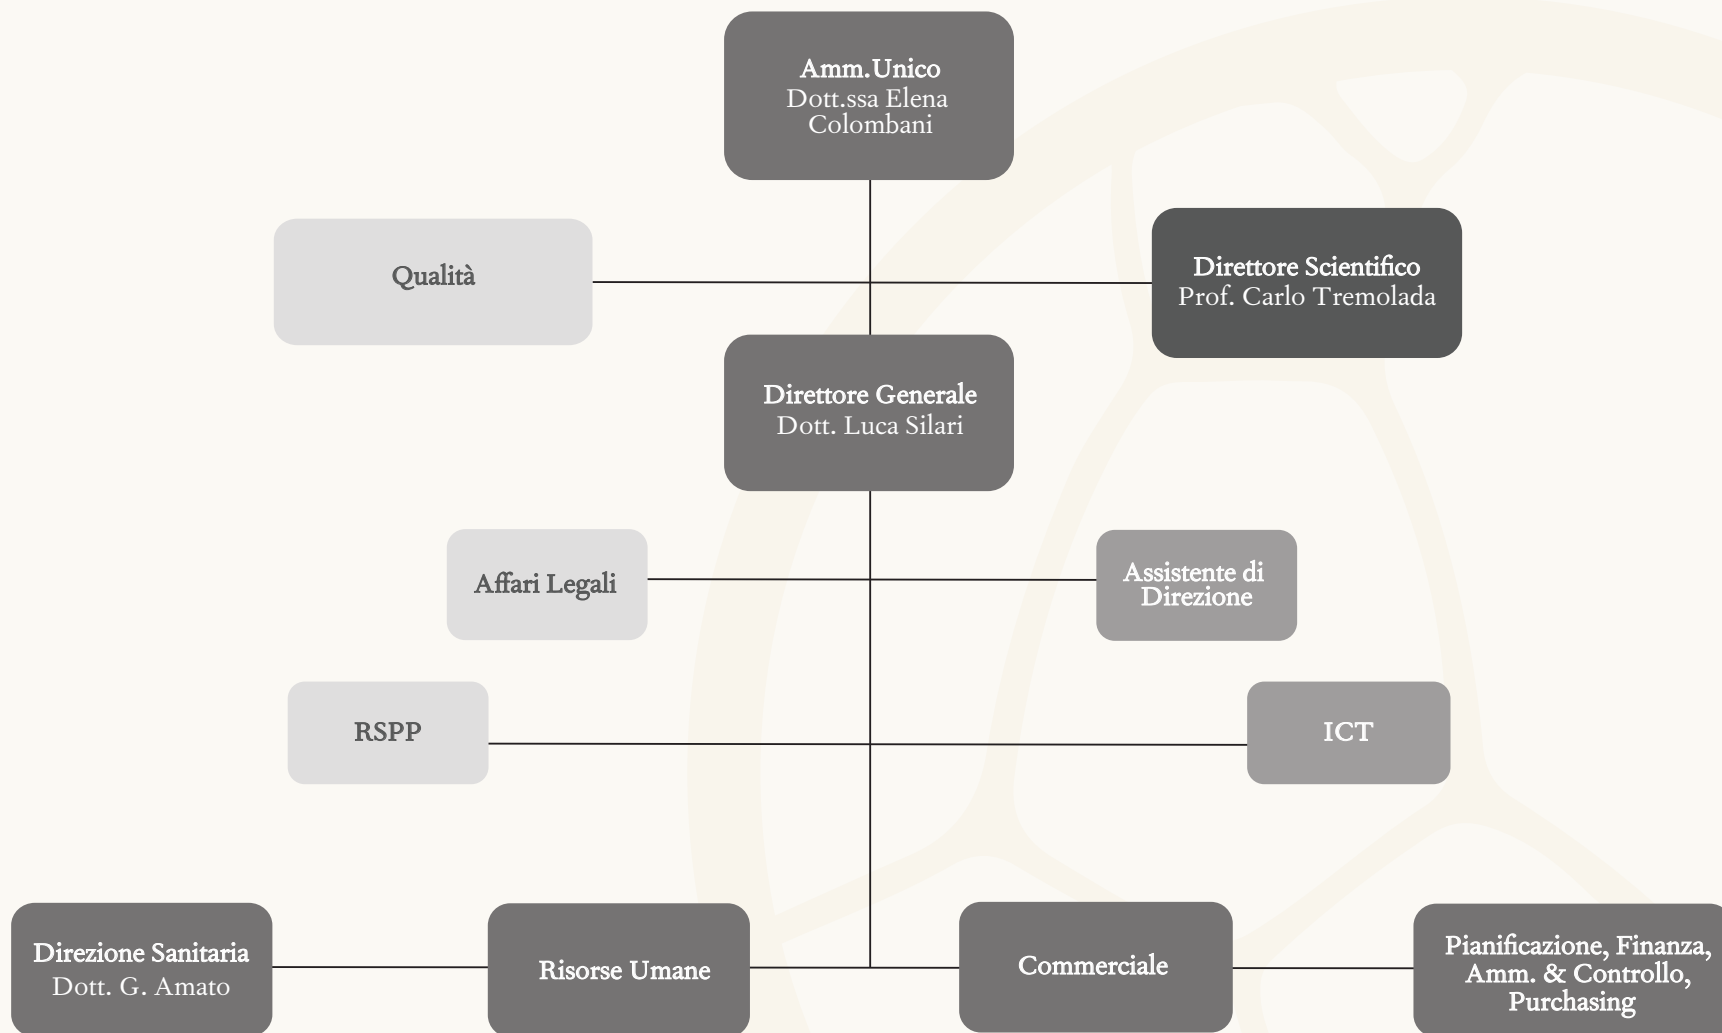 Amm.Unico
Dott.ssa Elena
Colombani
Qualità
Direttore Scientifico
Prof. Carlo Tremolada
Direttore Generale
Dott. Luca Silari
Affari Legali
Assistente di
Direzione
RSPP
ICT
Direzione Sanitaria
Dott. G. Amato
Risorse Umane
Commerciale
Pianificazione, Finanza,
Amm. & Controllo,
Purchasing